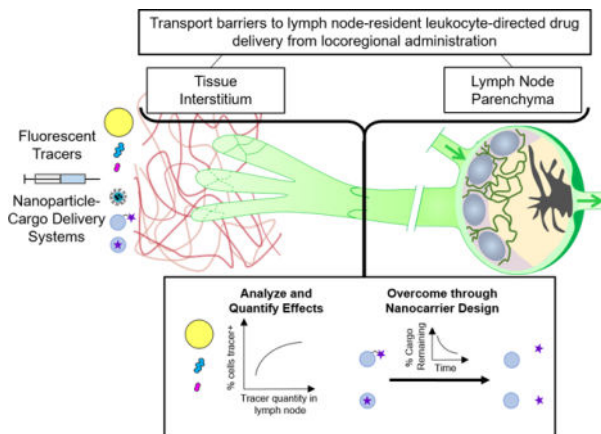 Transport barriers to lymph node-resident leukocyte-directed drug
delivery from locoregional administration
Tissue
Interstitium
Lymph Node
Parenchyma
Fluorescent
Tracers
Nanoparticle-
Cargo Delivery
Systems
Analyze and
Quantify Effects
% cells tracer+
Tracer quantity in
lymph node
Overcome through
Nanocarrier Design
% Cargo
Remaining
Time